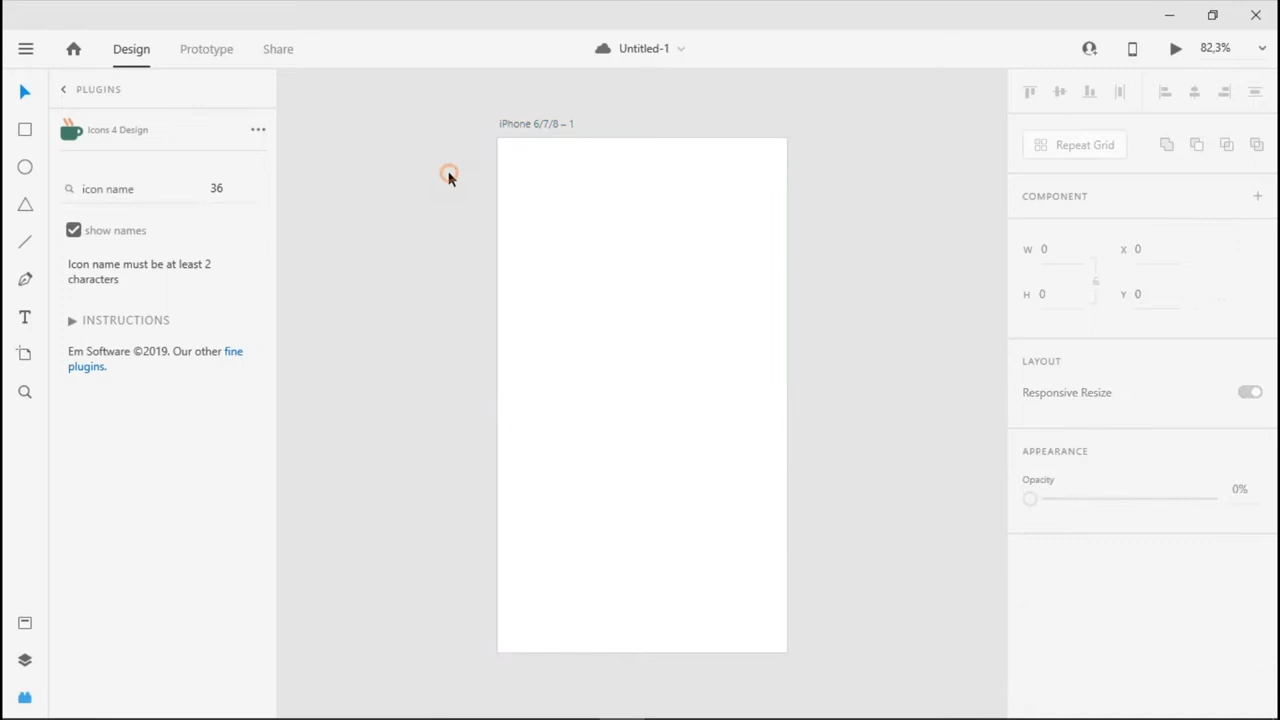 Design
Prototype
Share
Untitled-1
82,3%
PLUGINS
Icons 4 Design
icon name
36
show names
Icon name must be at least 2
characters
INSTRUCTIONS
Em Software ©2019. Our other fine
plugins.
iPhone 6/7/8 – 1
Repeat Grid
COMPONENT
W 0
X 0
H 0
Y 0
LAYOUT
Responsive Resize
APPEARANCE
Opacity
0%